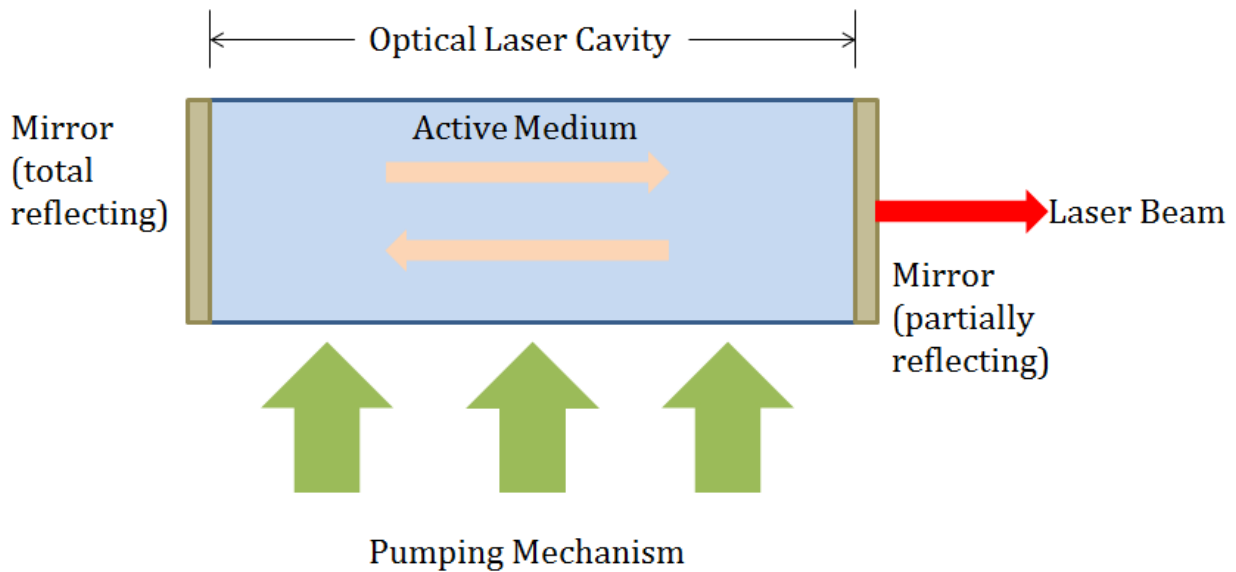 Optical Laser Cavity
Mirror
(total
reflecting)
Active Medium
Laser Beam
Mirror
(partially
reflecting)
Pumping Mechanism